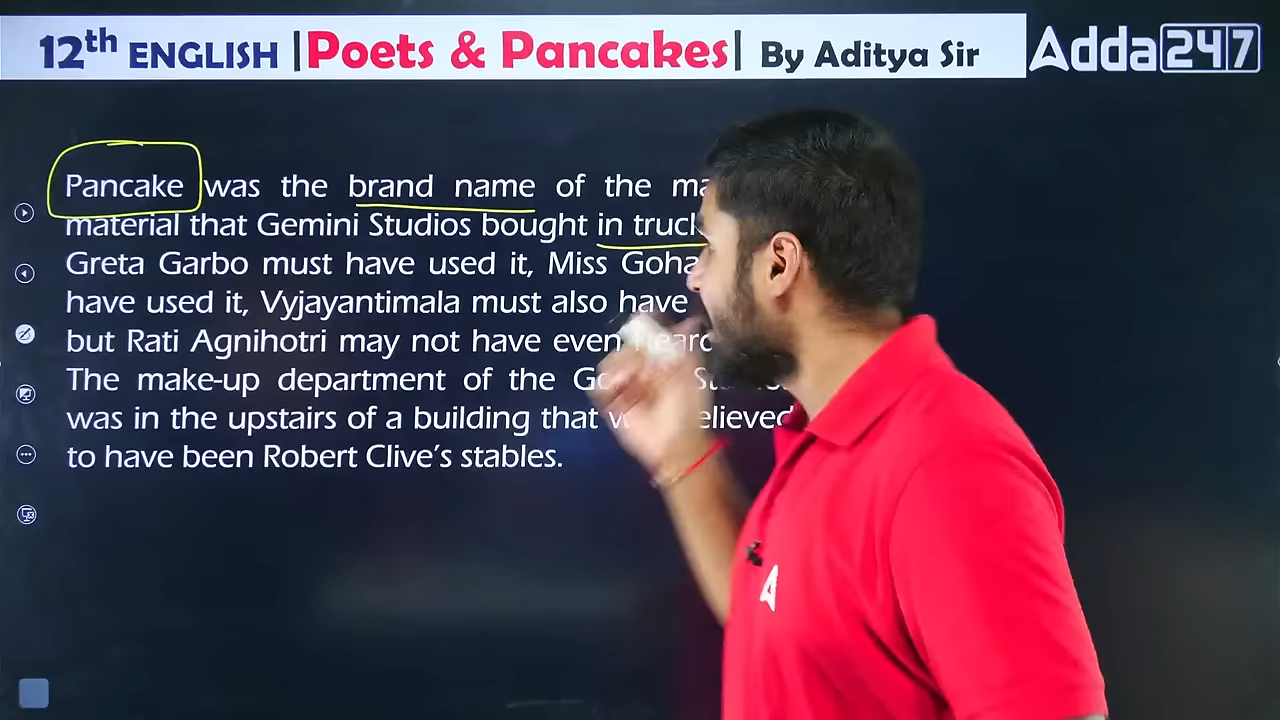 12th ENGLISH |Poets & Pancakes| By Aditya Sir
Adda247
Pancake was the brand name of the
material that Gemini Studios bought in
Greta Garbo must have used it, Miss
have used it, Vyjayantimala must also have
but Rati Agnihotri may not have even
The make-up department of the
was in the upstairs of a building that
to have been Robert Clive's stables.
A